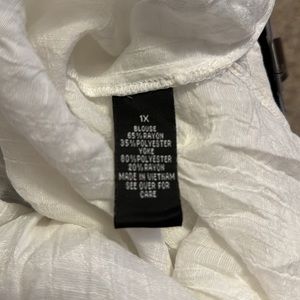 1X
BLOUSE
65%RAYON
35%POLYESTER
YOKE
80%POLYESTER
20%RAYON
MADE IN VIETNAM
SEE OVER FOR
CARE